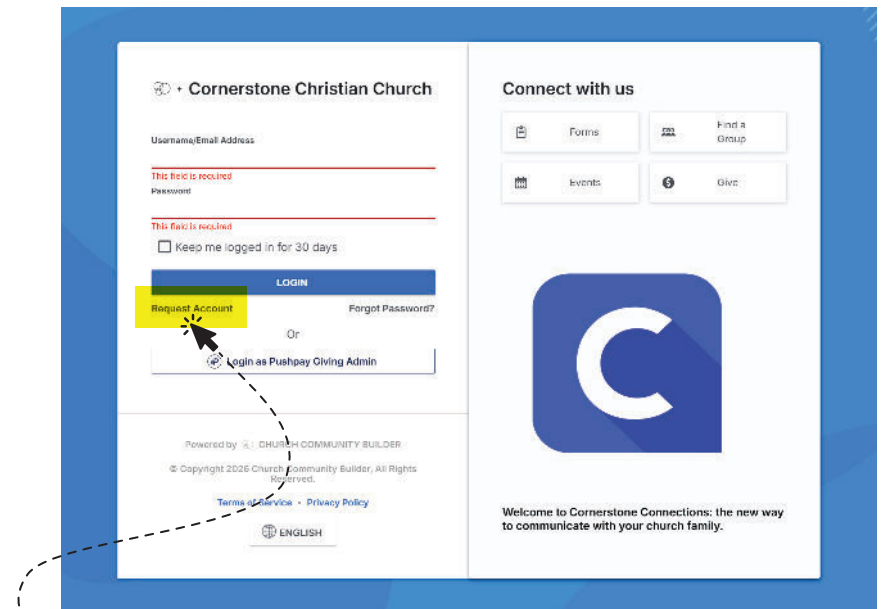 Cornerstone Christian Church
Username/Email Address
This field is required
Password
This field is required
Keep me logged in for 30 days
LOGIN
Request Account
Forgot Password?
Or
Login as Pushpay Giving Admin
Powered by CHURCH COMMUNITY BUILDER
© Copyright 2026 Church Community Builder, All Rights
Reserved.
Terms of Service • Privacy Policy
ENGLISH
Connect with us
Forms
Find a
Group
Events
Give
C
Welcome to Cornerstone Connections: the new way
to communicate with your church family.